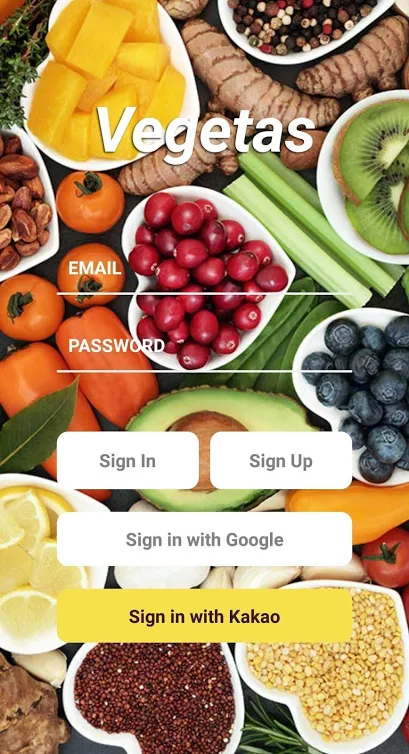 Vegetas
EMAIL
PASSWORD
Sign In Sign Up
Sign in with Google
Sign in with Kakao